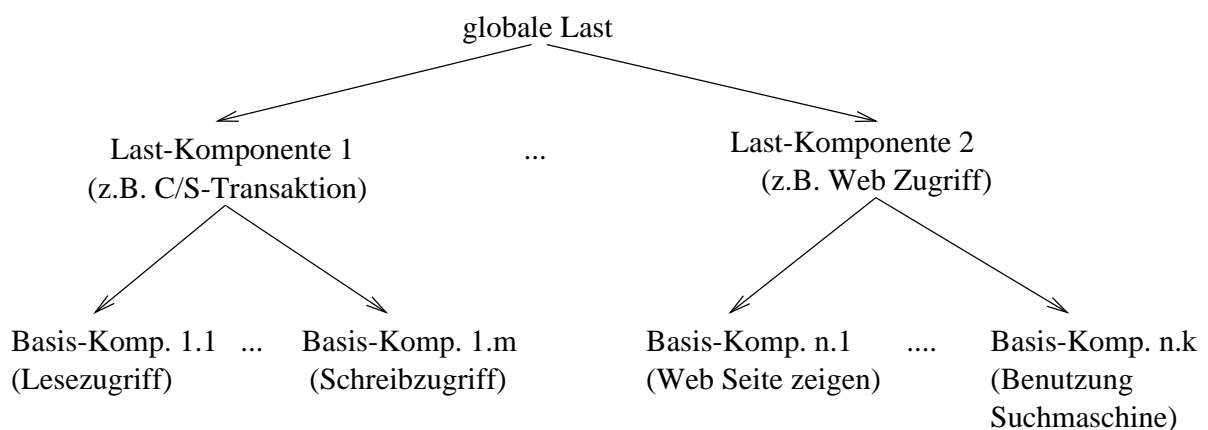 globale Last
Last-Komponente 1
(z.B. C/S-Transaktion)
...
Last-Komponente 2
(z.B. Web Zugriff)
Basis-Komp. 1.1
(Lesezugriff)
...
Basis-Komp. 1.m
(Schreibzugriff)
Basis-Komp. n.1
(Web Seite zeigen)
....
Basis-Komp. n.k
(Benutzung
Suchmaschine)